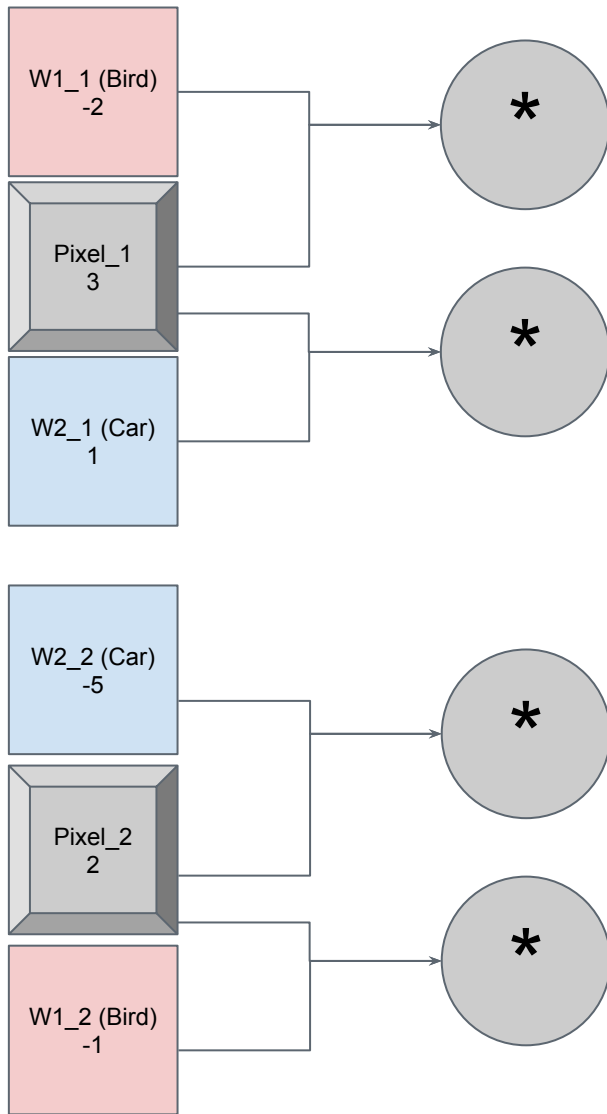 W1_1 (Bird)
-2
*
Pixel_1
3
*
W2_1 (Car)
1
W2_2 (Car)
-5
*
Pixel_2
2
*
W1_2 (Bird)
-1